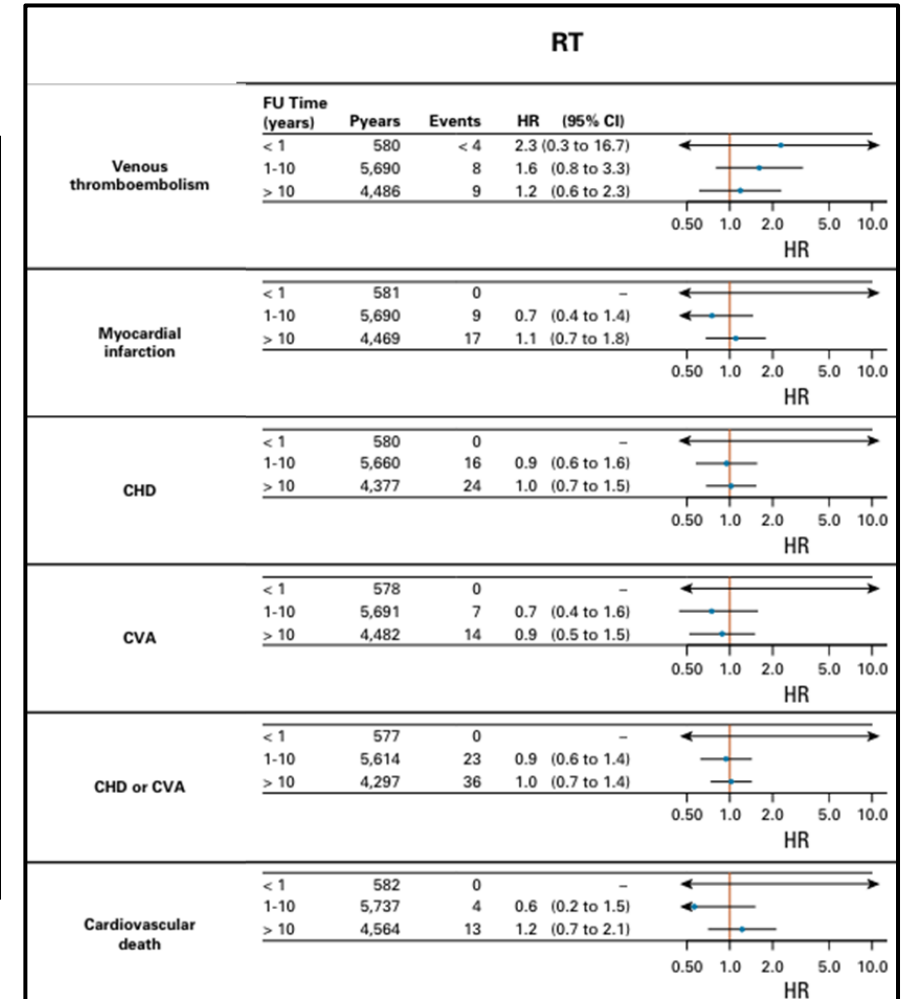 RT
FU Time
(years) Pyears Events HR (95% CI)
Venous
thromboembolism
< 1 580 < 4 2.3 (0.3 to 16.7)
1-10 5,690 8 1.6 (0.8 to 3.3)
> 10 4,486 9 1.2 (0.6 to 2.3)
0.50 1.0 2.0 5.0 10.0
HR
Myocardial
infarction
< 1 581 0 –
1-10 5,690 9 0.7 (0.4 to 1.4)
> 10 4,469 17 1.1 (0.7 to 1.8)
0.50 1.0 2.0 5.0 10.0
HR
CHD
< 1 580 0 –
1-10 5,660 16 0.9 (0.6 to 1.6)
> 10 4,377 24 1.0 (0.7 to 1.5)
0.50 1.0 2.0 5.0 10.0
HR
CVA
< 1 578 0 –
1-10 5,691 7 0.7 (0.4 to 1.6)
> 10 4,482 14 0.9 (0.5 to 1.5)
0.50 1.0 2.0 5.0 10.0
HR
CHD or CVA
< 1 577 0 –
1-10 5,614 23 0.9 (0.6 to 1.4)
> 10 4,297 36 1.0 (0.7 to 1.4)
0.50 1.0 2.0 5.0 10.0
HR
Cardiovascular
death
< 1 582 0 –
1-10 5,737 4 0.6 (0.2 to 1.5)
> 10 4,564 13 1.2 (0.7 to 2.1)
0.50 1.0 2.0 5.0 10.0
HR